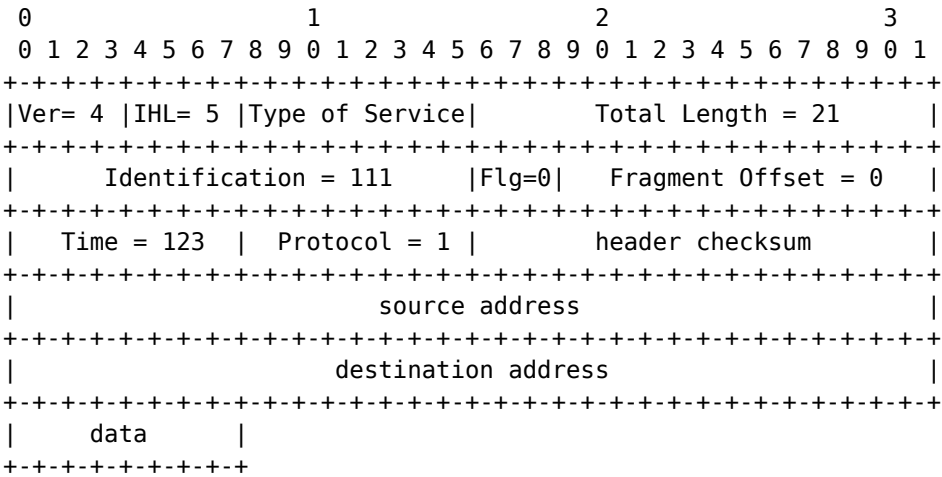 0                   1                   2                   3
 0 1 2 3 4 5 6 7 8 9 0 1 2 3 4 5 6 7 8 9 0 1 2 3 4 5 6 7 8 9 0 1
+-+-+-+-+-+-+-+-+-+-+-+-+-+-+-+-+-+-+-+-+-+-+-+-+-+-+-+-+-+-+-+-+
|Ver= 4 |IHL= 5 |Type of Service|        Total Length = 21      |
+-+-+-+-+-+-+-+-+-+-+-+-+-+-+-+-+-+-+-+-+-+-+-+-+-+-+-+-+-+-+-+-+
|      Identification = 111     |Flg=0|   Fragment Offset = 0   |
+-+-+-+-+-+-+-+-+-+-+-+-+-+-+-+-+-+-+-+-+-+-+-+-+-+-+-+-+-+-+-+-+
|   Time = 123  |  Protocol = 1 |        header checksum        |
+-+-+-+-+-+-+-+-+-+-+-+-+-+-+-+-+-+-+-+-+-+-+-+-+-+-+-+-+-+-+-+-+
|                         source address                        |
+-+-+-+-+-+-+-+-+-+-+-+-+-+-+-+-+-+-+-+-+-+-+-+-+-+-+-+-+-+-+-+-+
|                      destination address                      |
+-+-+-+-+-+-+-+-+-+-+-+-+-+-+-+-+-+-+-+-+-+-+-+-+-+-+-+-+-+-+-+-+
|     data      |
+-+-+-+-+-+-+-+-+